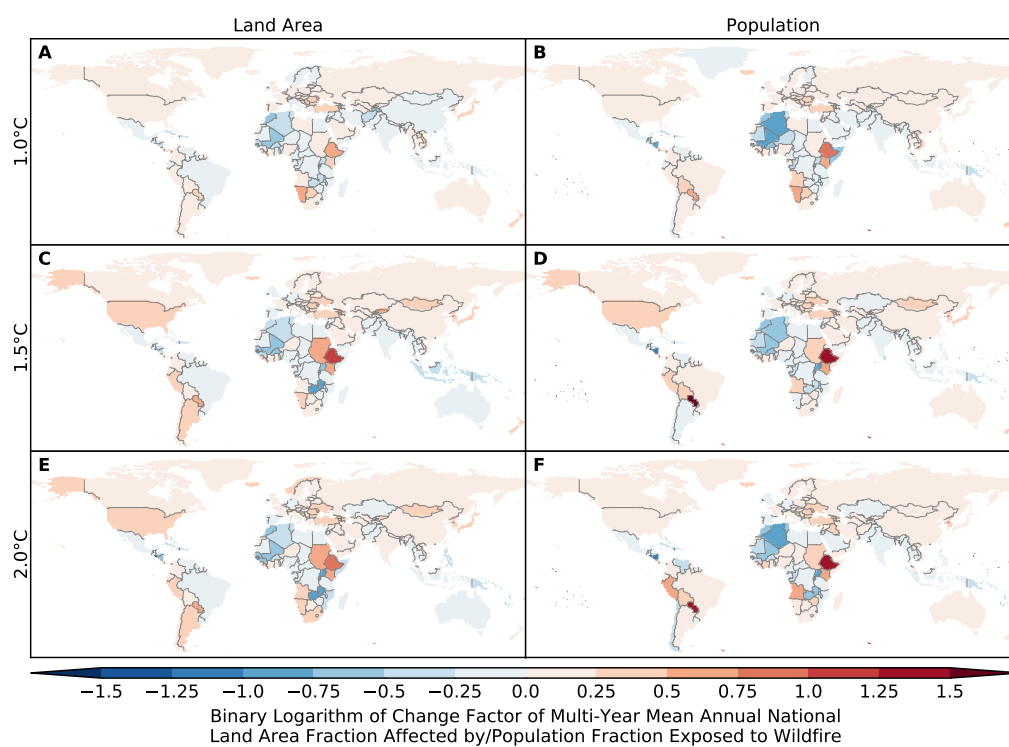 Land Area Population
A B
1.0°C
C D
1.5°C
E F
2.0°C
−1.5 −1.25 −1.0 −0.75 −0.5 −0.25 0.0 0.25 0.5 0.75 1.0 1.25 1.5
Binary Logarithm of Change Factor of Multi-Year Mean Annual National
Land Area Fraction Affected by/Population Fraction Exposed to Wildfire